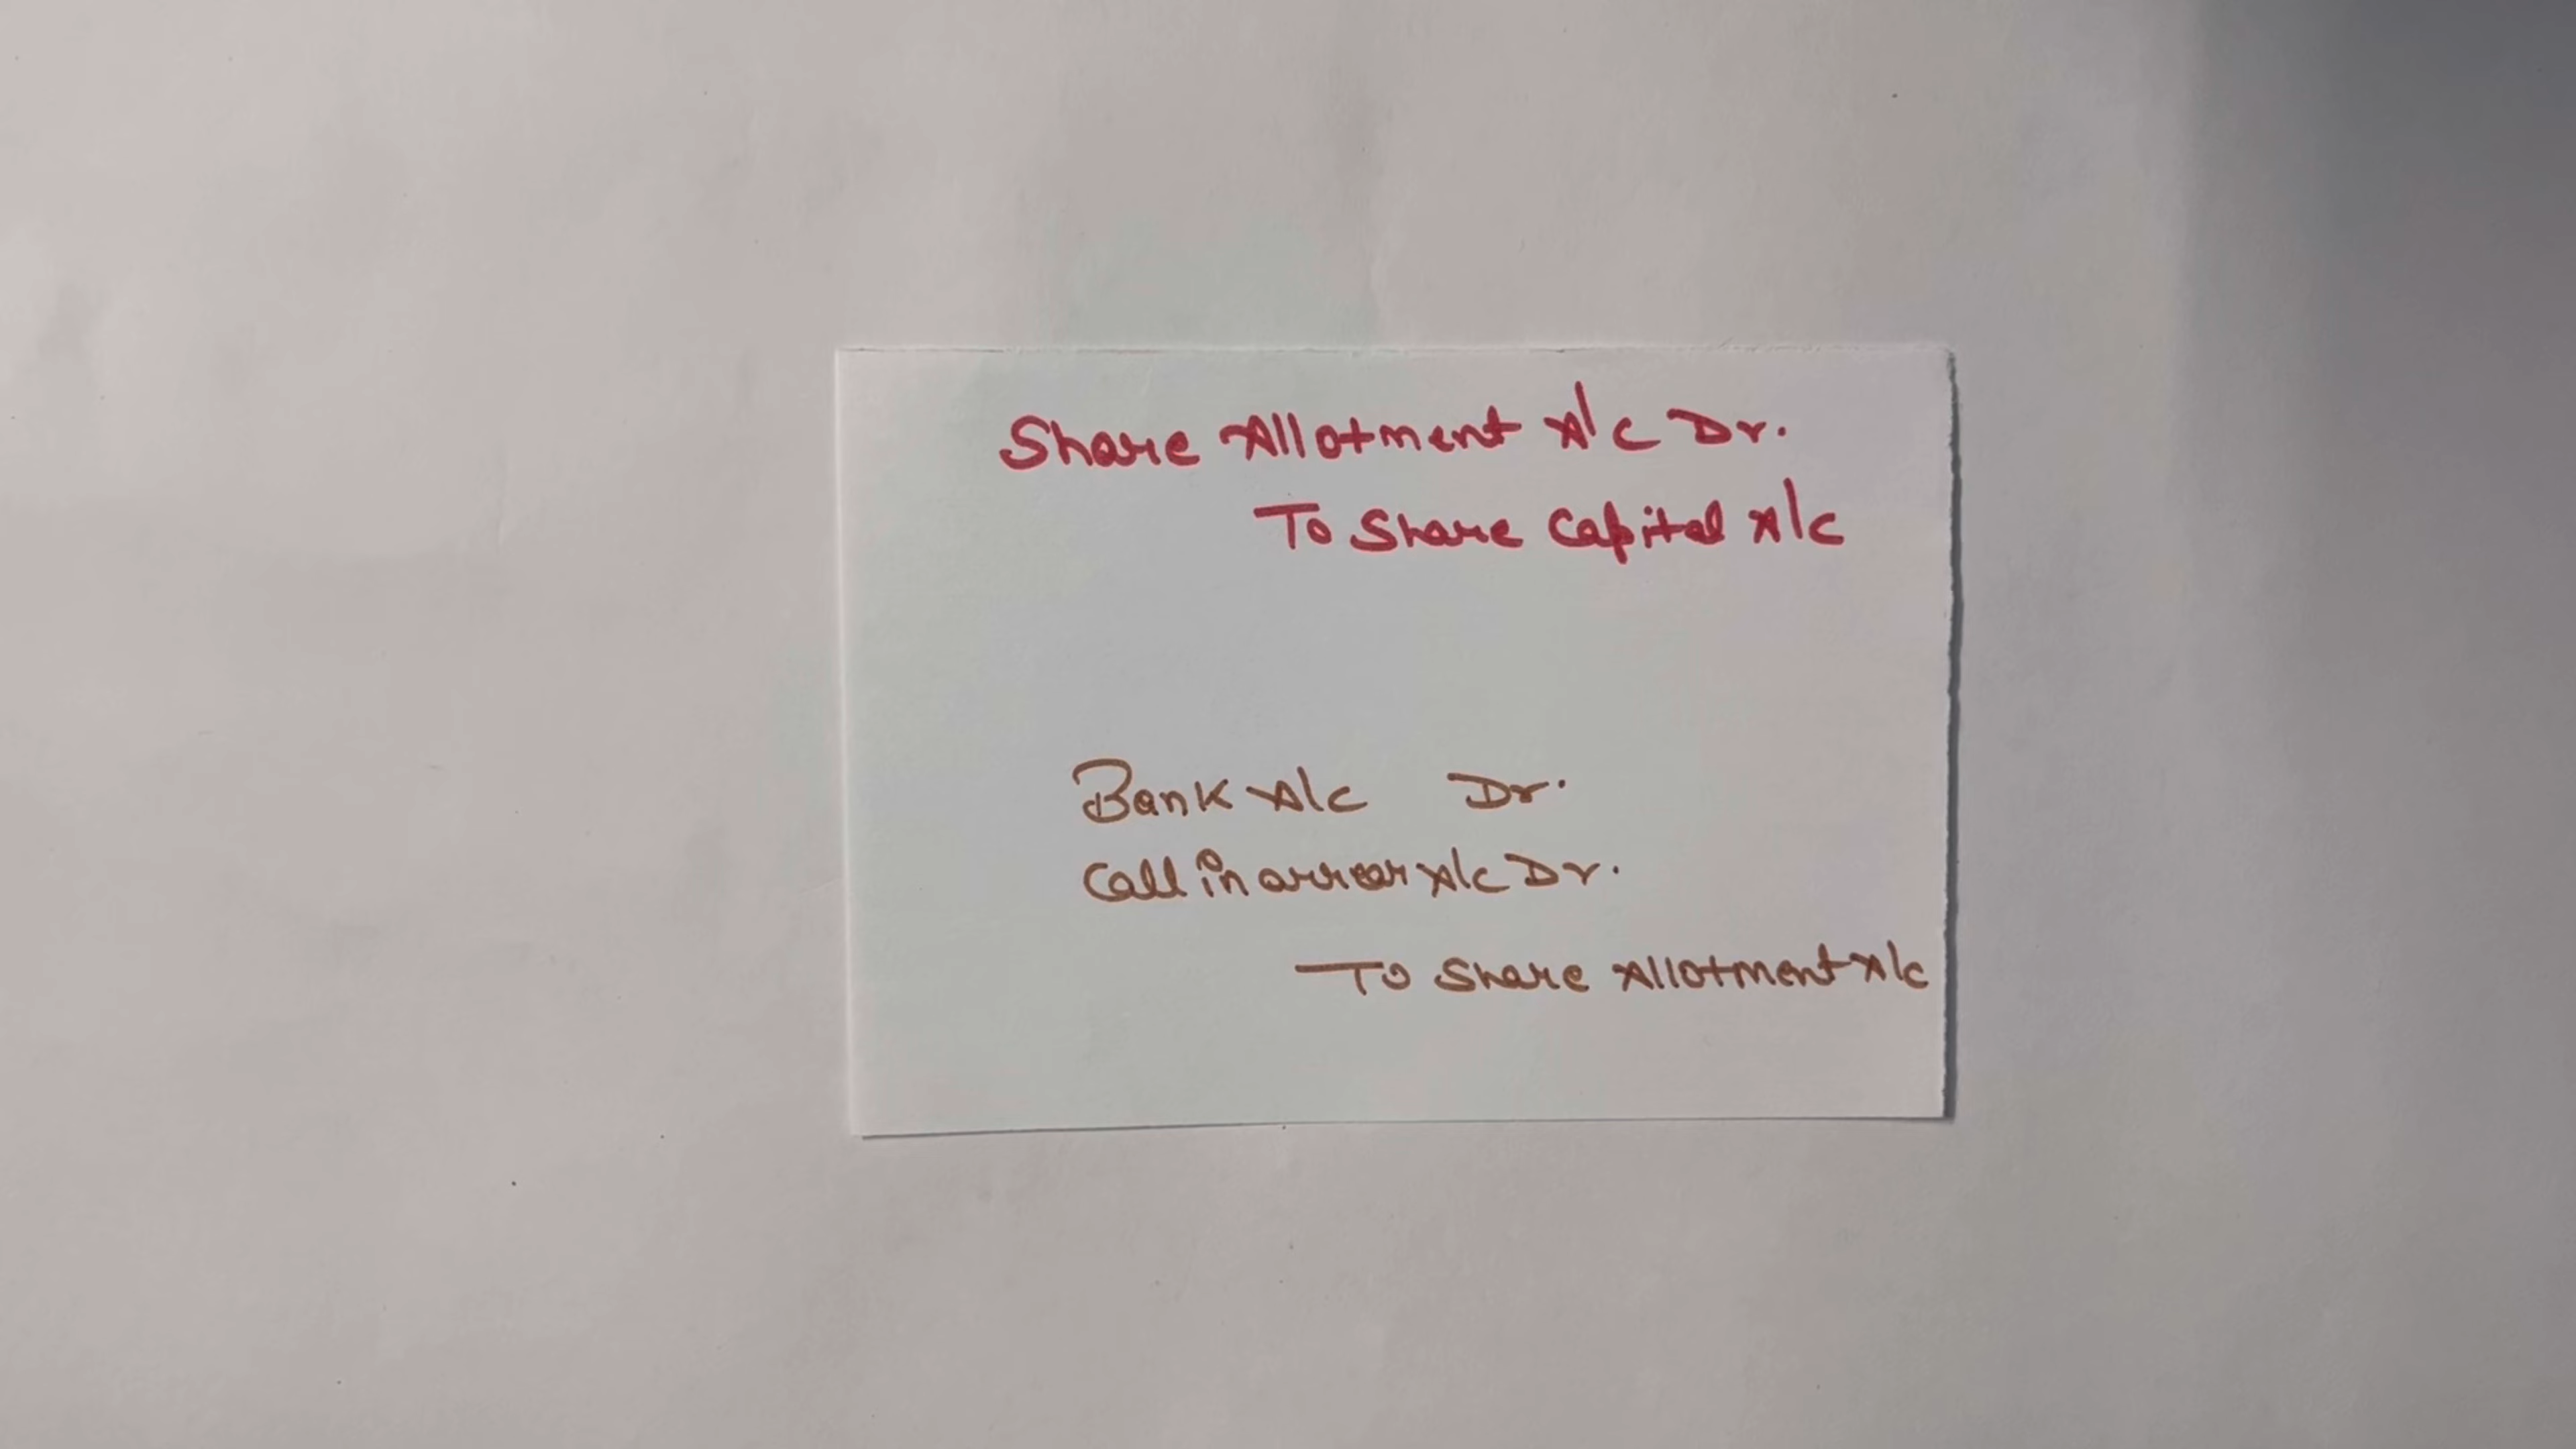 Share Allotment A/c Dr.
To Share Capital A/c
Bank A/c Dr.
Call in arrear A/c Dr.
To Share Allotment A/c